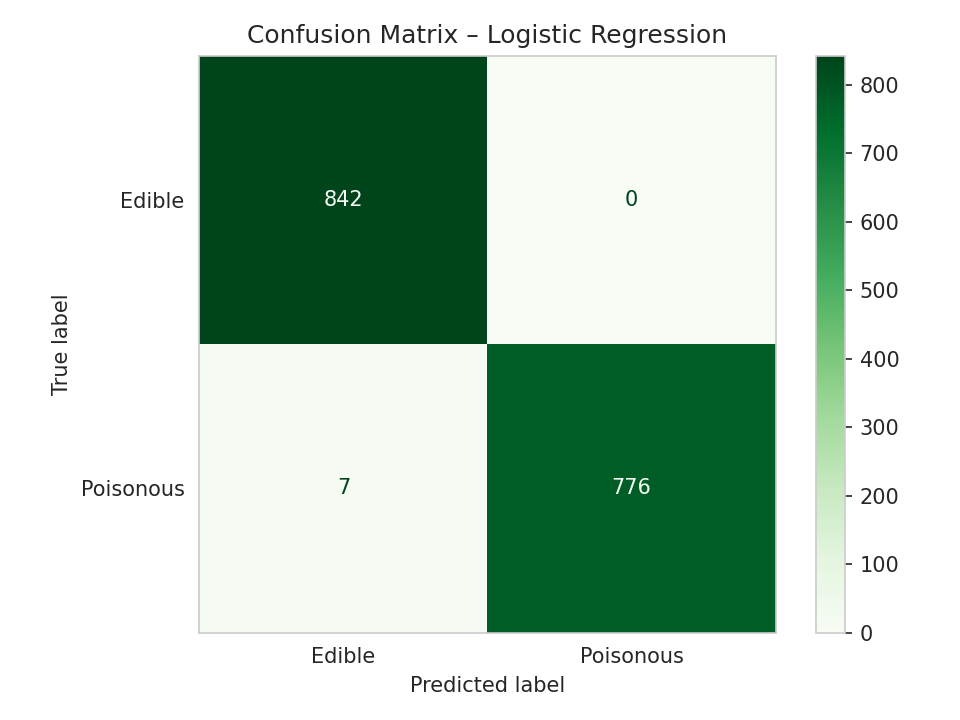 Confusion Matrix – Logistic Regression
Edible
842
0
Poisonous
7
776
True label
Edible
Poisonous
Predicted label
800
700
600
500
400
300
200
100
0